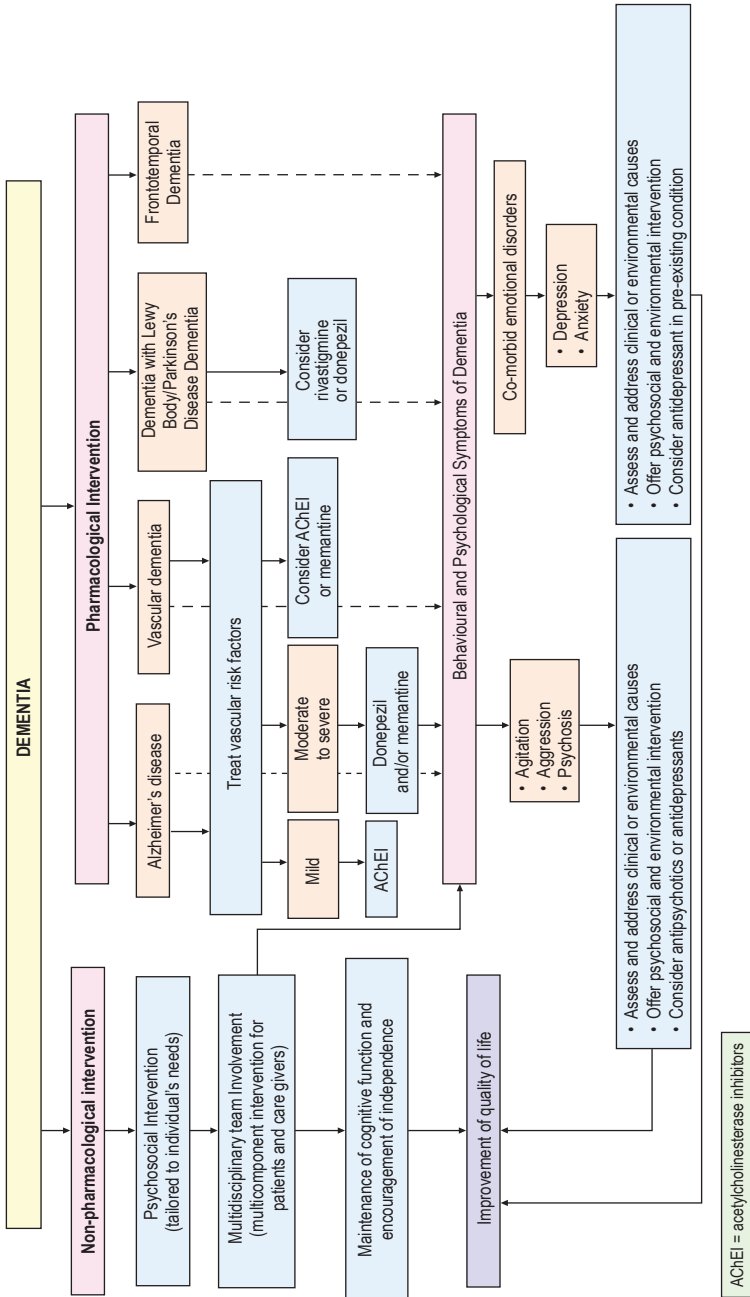 DEMENTIA
Non-pharmacological intervention
Psychosocial Intervention
(tailored to individual's needs)
Multidisciplinary team Involvement
(multicomponent intervention for
patients and care givers)
Maintenance of cognitive function and
encouragement of independence
Improvement of quality of life
Pharmacological Intervention
Alzheimer's disease
Vascular dementia
Dementia with Lewy
Body/Parkinson's
Disease Dementia
Frontotemporal
Dementia
Treat vascular risk factors
Mild
Moderate
to severe
AChEI
Donepezil
and/or memantine
Consider AChEI
or memantine
Consider
rivastigmine
or donepezil
Behavioural and Psychological Symptoms of Dementia
• Agitation
• Aggression
• Psychosis
Co-morbid emotional disorders
• Depression
• Anxiety
• Assess and address clinical or environmental causes
• Offer psychosocial and environment intervention
• Consider antipsychotics or antidepressants
• Assess and address clinical or environmental causes
• Offer psychosocial and environment intervention
• Consider antidepressant in pre-existing condition
AChEI = acetylcholinesterase inhibitors